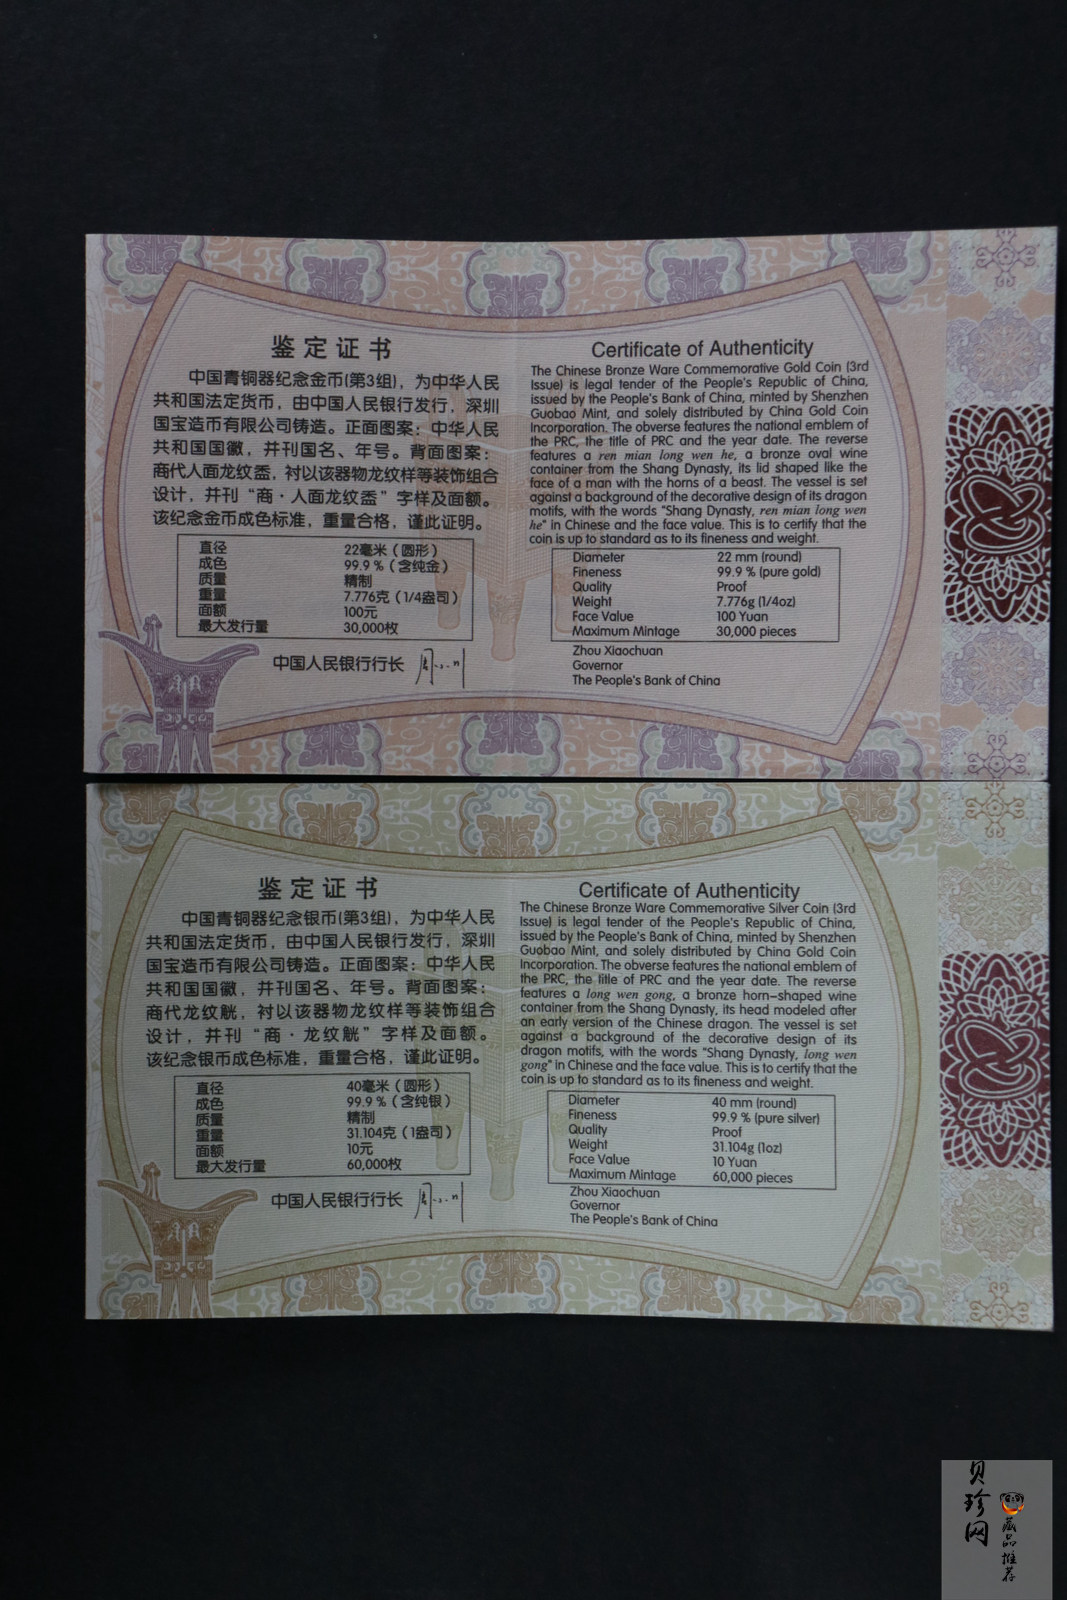 鉴定证书
中国青铜器纪念金币(第3组)，为中华人民
共和国法定货币，由中国人民银行发行，深圳
国宝造币有限公司铸造。正面图案：中华人民
共和国国徽，并刊国名、年号。背面图案：
商代人面龙纹盉，衬以该器物龙纹样等装饰组合
设计，并刊“商·人面龙纹盉”字样及面额。
该纪念金币成色标准，重量合格，谨此证明。
直径 22毫米（圆形）
成色 99.9％（含纯金）
质量 精制
重量 7.776克（1/4盎司）
面额 100元
最大发行量 30,000枚
中国人民银行行长
Certificate of Authenticity
The Chinese Bronze Ware Commemorative Gold Coin (3rd
Issue) is legal tender of the People's Republic of China,
issued by the People's Bank of China, minted by Shenzhen
Guobao Mint, and solely distributed by China Gold Coin
Incorporation. The obverse features the national emblem of
the PRC, the title of PRC and the year date. The reverse
features a ren mian long wen he, a bronze oval wine
container from the Shang Dynasty, its lid shaped like the
face of a man with the horns of a beast. The vessel is set
against a background of the decorative design of its dragon
motifs, with the words "Shang Dynasty, ren mian long wen
he" in Chinese and the face value. This is to certify that the
coin is up to standard as to its fineness and weight.
Diameter 22 mm (round)
Fineness 99.9 % (pure gold)
Quality Proof
Weight 7.776g (1/4oz)
Face Value 100 Yuan
Maximum Mintage 30,000 pieces
Zhou Xiaochuan
Governor
The People's Bank of China
鉴定证书
中国青铜器纪念银币(第3组)，为中华人民
共和国法定货币，由中国人民银行发行，深圳
国宝造币有限公司铸造。正面图案：中华人民
共和国国徽，并刊国名、年号。背面图案：
商代龙纹觥，衬以该器物龙纹样等装饰组合
设计，并刊“商·龙纹觥”字样及面额。
该纪念银币成色标准，重量合格，谨此证明。
直径 40毫米（圆形）
成色 99.9％（含纯银）
质量 精制
重量 31.104克（1盎司）
面额 10元
最大发行量 60,000枚
中国人民银行行长
Certificate of Authenticity
The Chinese Bronze Ware Commemorative Silver Coin (3rd
Issue) is legal tender of the People's Republic of China,
issued by the People's Bank of China, minted by Shenzhen
Guobao Mint, and solely distributed by China Gold Coin
Incorporation. The obverse features the national emblem of
the PRC, the title of PRC and the year date. The reverse
features a long wen gong, a bronze horn-shaped wine
container from the Shang Dynasty, its head modeled after
an early version of the Chinese dragon. The vessel is set
against a background of the decorative design of its
dragon motifs, with the words "Shang Dynasty, long wen
gong" in Chinese and the face value. This is to certify that the
coin is up to standard as to its fineness and weight.
Diameter 40 mm (round)
Fineness 99.9 % (pure silver)
Quality Proof
Weight 31.104g (1oz)
Face Value 10 Yuan
Maximum Mintage 60,000 pieces
Zhou Xiaochuan
Governor
The People's Bank of China
贝珍网
藏品推荐